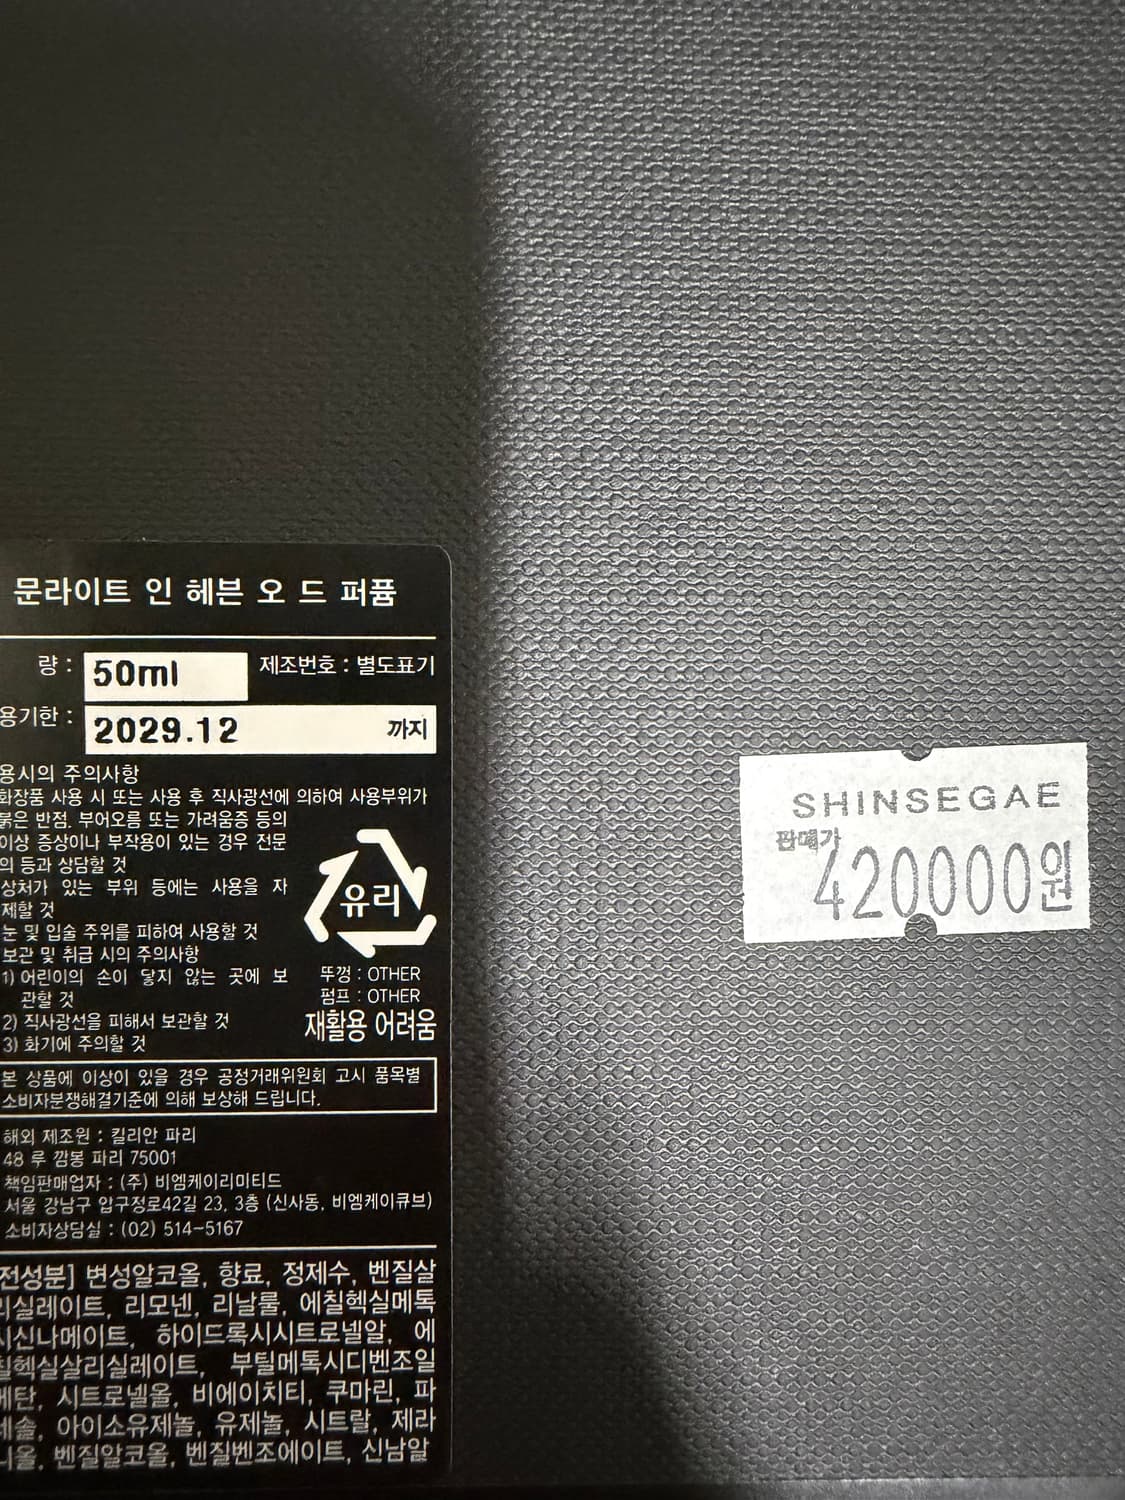 문라이트 인 헤븐 오 드 퍼퓸
량 : 50ml 제조번호 : 별도표기
용기한 : 2029.12 까지
용시의 주의사항
화장품 사용 시 또는 사용 후 직사광선에 의하여 사용부위가
붉은 반점, 부어오름 또는 가려움증 등의
이상 증상이나 부작용이 있는 경우 전문
의 등과 상담할 것
상처가 있는 부위 등에는 사용을 자
제할 것
눈 및 입술 주위를 피하여 사용할 것
보관 및 취급 시의 주의사항
1) 어린이의 손이 닿지 않는 곳에 보
관할 것
2) 직사광선을 피해서 보관할 것
3) 화기에 주의할 것
유리
뚜껑 : OTHER
펌프 : OTHER
재활용 어려움
본 상품에 이상이 있을 경우 공정거래위원회 고시 품목별
소비자분쟁해결기준에 의해 보상해 드립니다.
해외 제조원 : 킬리안 파리
48 루 깜봉 파리 75001
책임판매업자 : (주) 비엠케이리미티드
서울 강남구 압구정로42길 23, 3층 (신사동, 비엠케이큐브)
소비자상담실 : (02) 514-5167
전성분] 변성알코올, 향료, 정제수, 벤질살
리실레이트, 리모넨, 리날룰, 에칠헥실메톡
시신나메이트, 하이드록시시트로넬알, 에
칠헥실살리실레이트, 부틸메톡시디벤조일
메탄, 시트로넬올, 비에이치티, 쿠마린, 파
네솔, 아이소유제놀, 유제놀, 시트랄, 제라
니올, 벤질알코올, 벤질벤조에이트, 신남알
SHINSEGAE
판매가
420000원